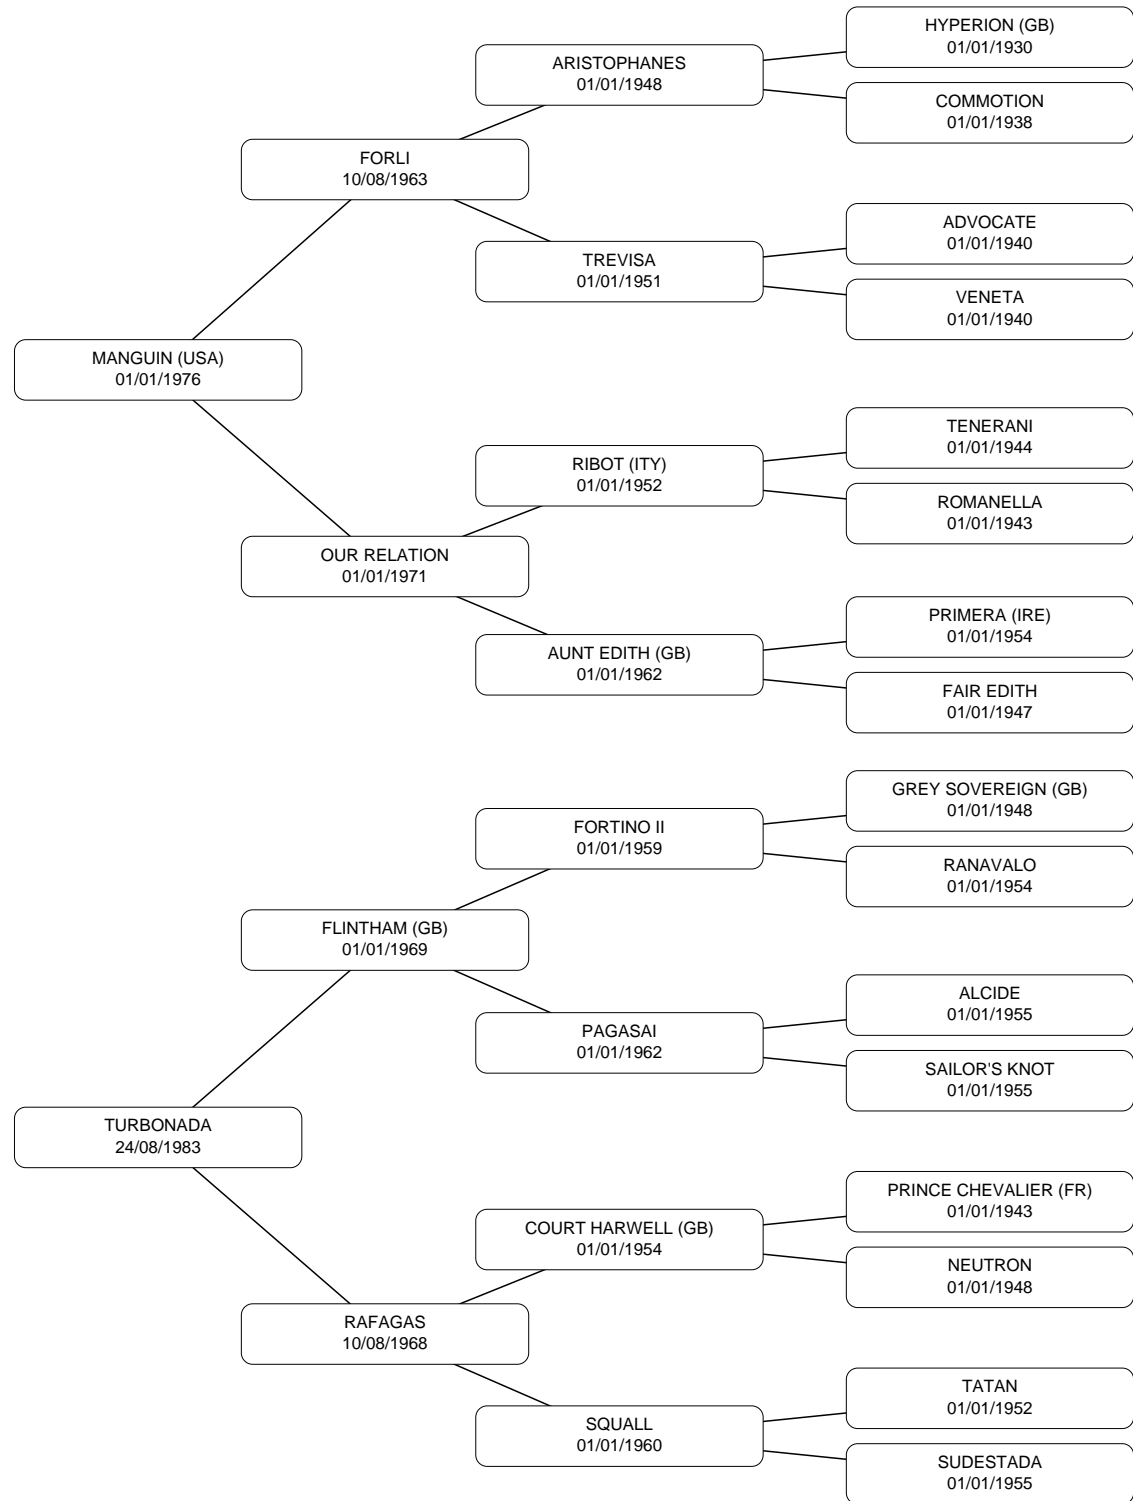 HYPERION (GB)
01/01/1930
ARISTOPHANES
01/01/1948
COMMOTION
01/01/1938
FORLI
10/08/1963
ADVOCATE
01/01/1940
TREVISA
01/01/1951
VENETA
01/01/1940
MANGUIN (USA)
01/01/1976
TENERANI
01/01/1944
RIBOT (ITY)
01/01/1952
ROMANELLA
01/01/1943
OUR RELATION
01/01/1971
PRIMERA (IRE)
01/01/1954
AUNT EDITH (GB)
01/01/1962
FAIR EDITH
01/01/1947
GREY SOVEREIGN (GB)
01/01/1948
FORTINO II
01/01/1959
RANAVALO
01/01/1954
FLINTHAM (GB)
01/01/1969
ALCIDE
01/01/1955
PAGASAI
01/01/1962
SAILOR'S KNOT
01/01/1955
TURBONADA
24/08/1983
PRINCE CHEVALIER (FR)
01/01/1943
COURT HARWELL (GB)
01/01/1954
NEUTRON
01/01/1948
RAFAGAS
10/08/1968
TATAN
01/01/1952
SQUALL
01/01/1960
SUDESTADA
01/01/1955